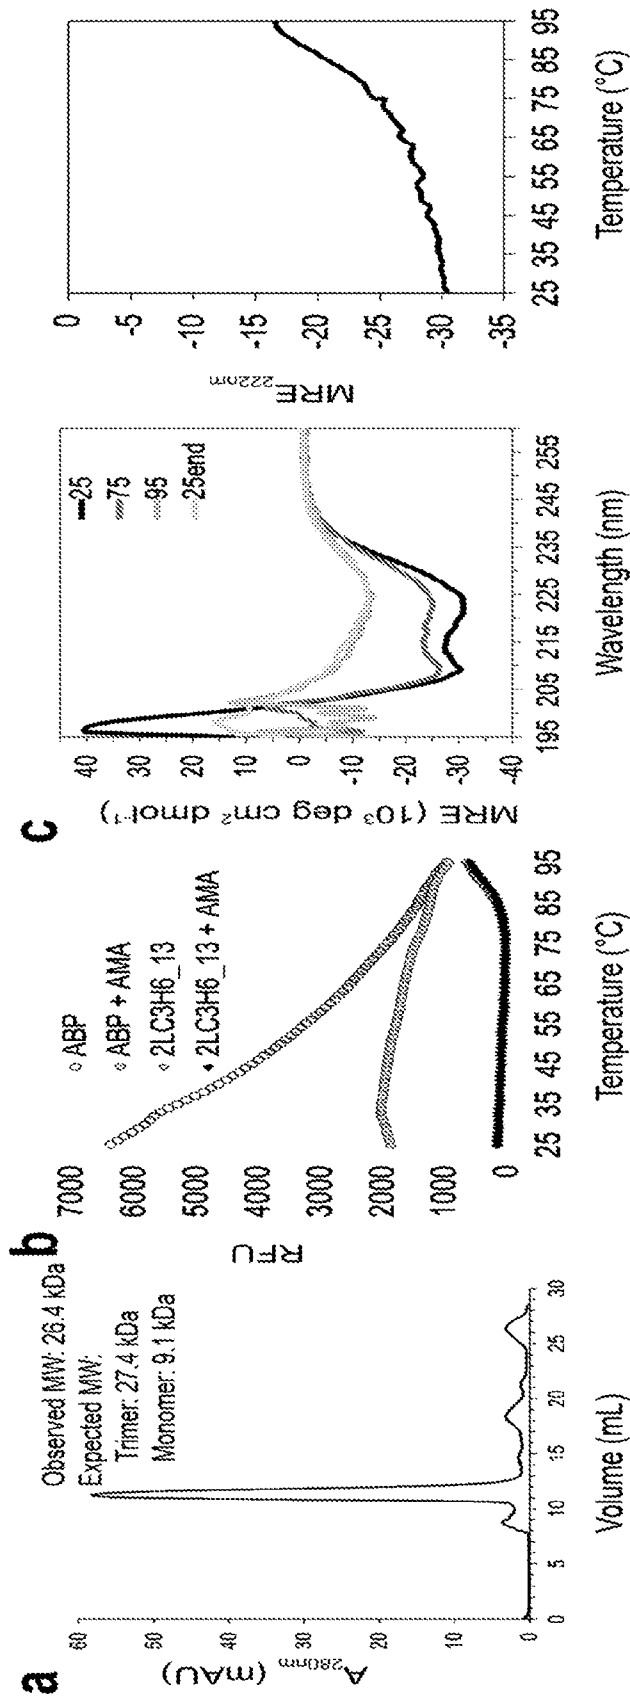 a
Observed MW: 26.4 kDa
Expected MW:
Trimer: 27.4 kDa
Monomer: 9.1 kDa
A280nm (mAU)
60
50
40
30
20
10
0
0 5 10 15 20 25 30
Volume (mL)
b
ABP
ABP + AMA
2LC3H6_13
2LC3H6_13 + AMA
RFU
7000
6000
5000
4000
3000
2000
1000
0
25 35 45 55 65 75 85 95
Temperature (°C)
c
25
75
95
25end
MRE (10³ deg cm² dmol⁻¹)
40
30
20
10
0
-10
-20
-30
-40
195 205 215 225 235 245 255
Wavelength (nm)
MRE222nm
0
-5
-10
-15
-20
-25
-30
-35
25 35 45 55 65 75 85 95
Temperature (°C)